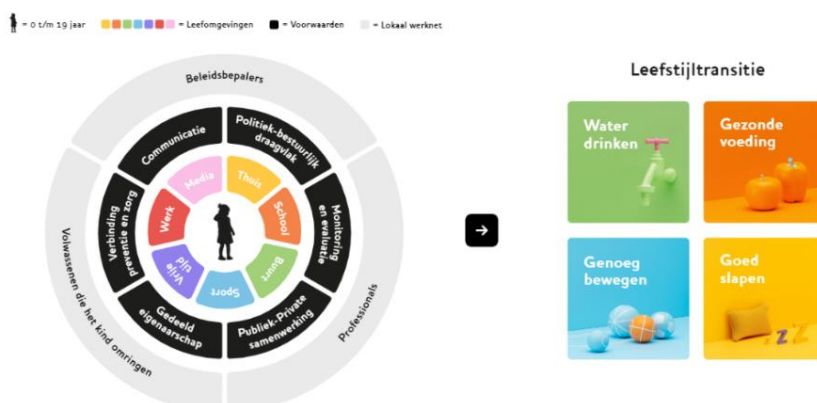 = 0 t/m 19 jaar
= Leefomgevingen
= Voorwaarden
= Lokaal werknet
Beleidsbepalers
Communicatie
Politiek-bestuurlijk
draagvlak
Media
Thuis
Verbinding
preventie en zorg
Werk
School
Monitoring
en evaluatie
Vrije
tijd
Buurt
Sport
Gedeeld
eigenaarschap
Publiek-Private
samenwerking
Volwassenen die het kind omringen
Professionals
Leefstijltransitie
Water
drinken
Gezonde
voeding
Genoeg
bewegen
Goed
slapen
z Z Z